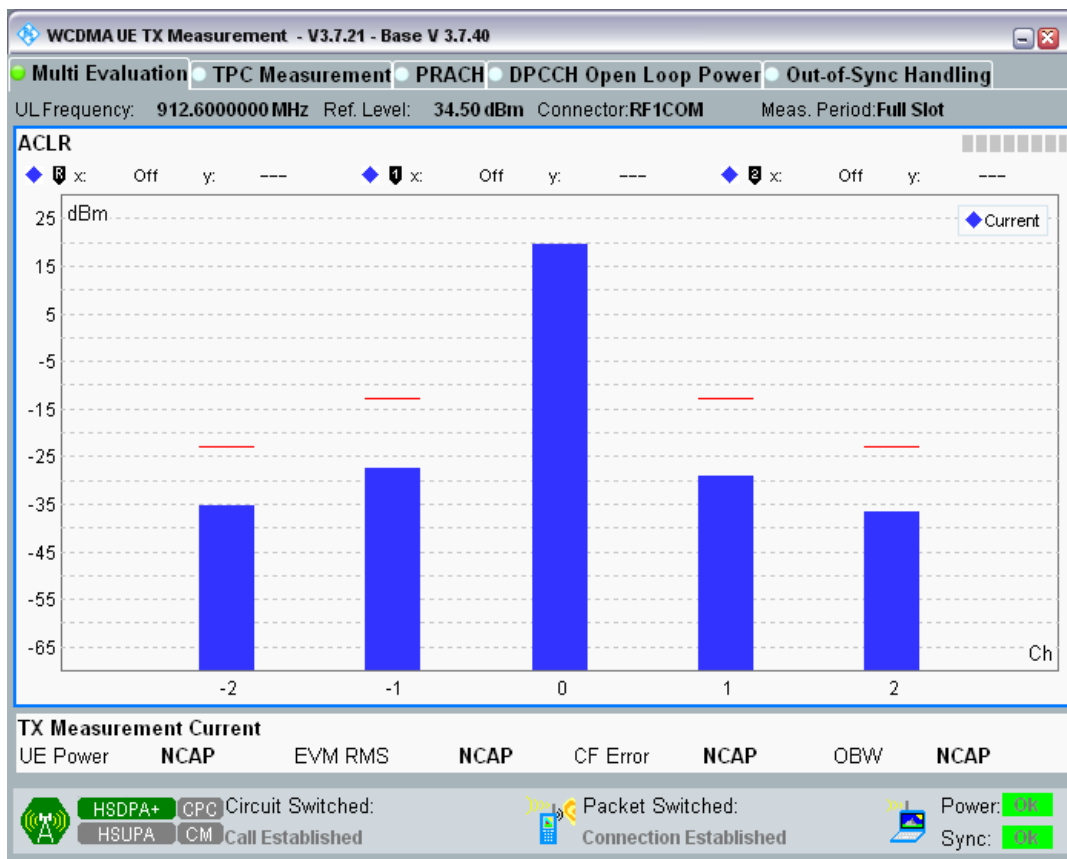 WCDMA UE TX Measurement - V3.7.21 - Base V 3.7.40
Multi Evaluation TPC Measurement PRACH DPCCH Open Loop Power Out-of-Sync Handling
UL Frequency: 912.6000000 MHz Ref. Level: 34.50 dBm Connector:RF1COM Meas. Period:Full Slot
ACLR
R x: Off y: --- 1 x: Off y: --- 2 x: Off y: ---
dBm
Current
25
15
5
-5
-15
-25
-35
-45
-55
-65
Ch
-2 -1 0 1 2
TX Measurement Current
UE Power NCAP EVM RMS NCAP CF Error NCAP OBW NCAP
HSDPA+ CPC Circuit Switched: Packet Switched: Power: OK
HSUPA CM Call Established Connection Established Sync: OK